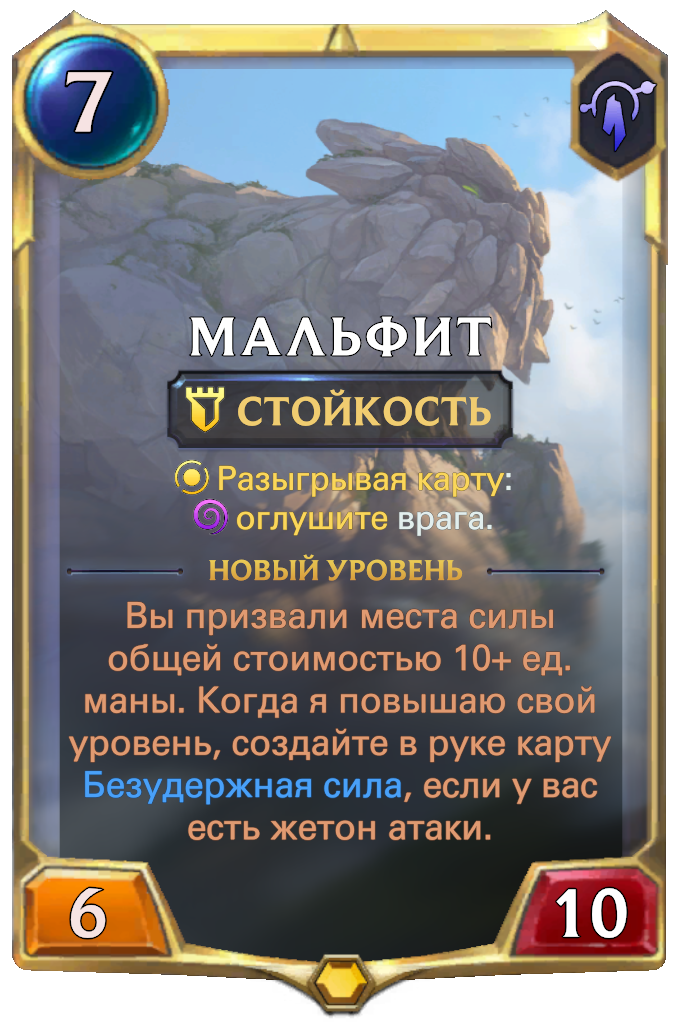 7
МАЛЬФИТ
СТОЙКОСТЬ
Разыгрывая карту:
оглушите врага.
НОВЫЙ УРОВЕНЬ
Вы призвали места силы
общей стоимостью 10+ ед.
маны. Когда я повышаю свой
уровень, создайте в руке карту
Безудержная сила, если у вас
есть жетон атаки.
6
10